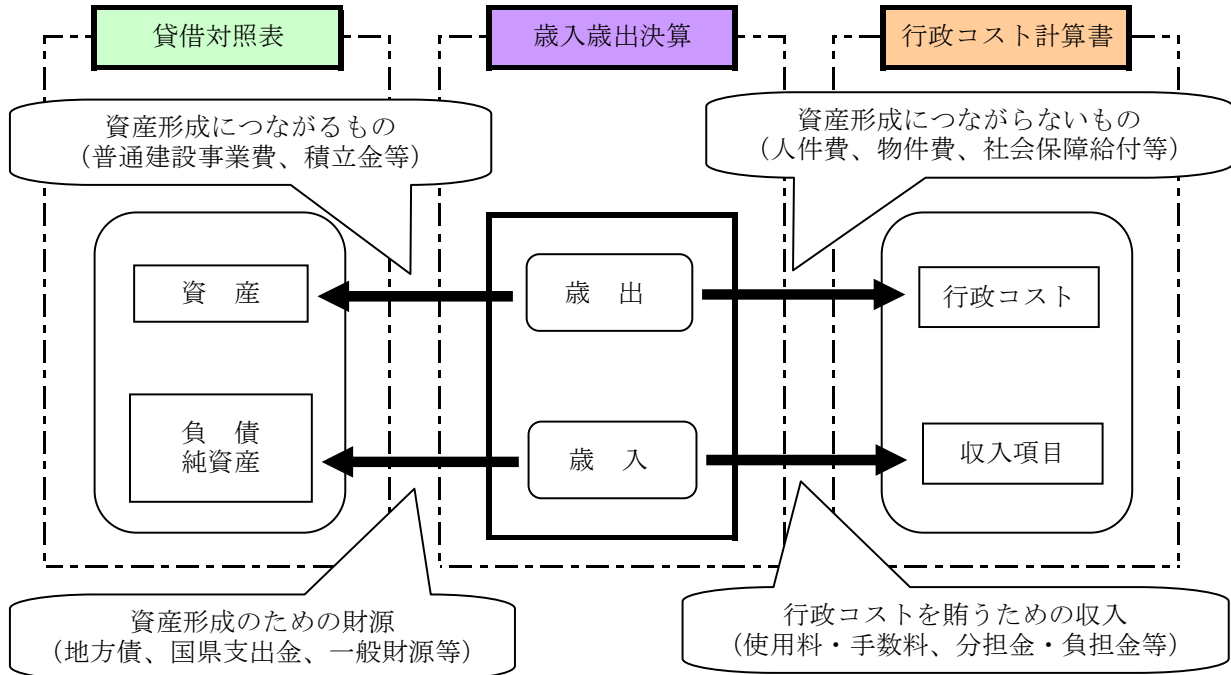 貸借対照表
歳入歳出決算
行政コスト計算書
資産形成につながるもの
（普通建設事業費、積立金等）
資産形成につながらないもの
（人件費、物件費、社会保障給付等）
資　産
歳　出
行政コスト
負　債
純資産
歳　入
収入項目
資産形成のための財源
（地方債、国県支出金、一般財源等）
行政コストを賄うための収入
（使用料・手数料、分担金・負担金等）